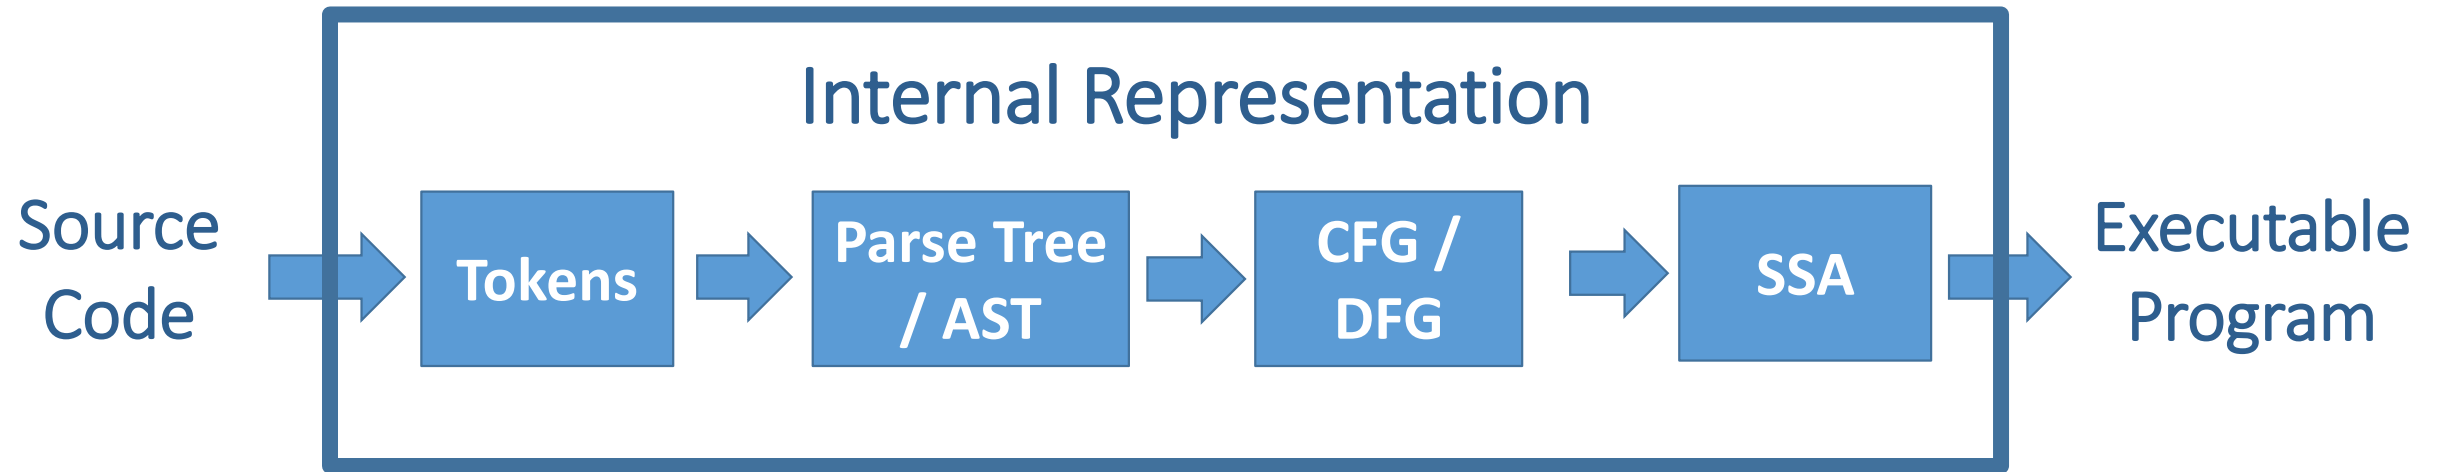 Internal Representation
Source
Code
Tokens
Parse Tree
/ AST
CFG /
DFG
SSA
Executable
Program